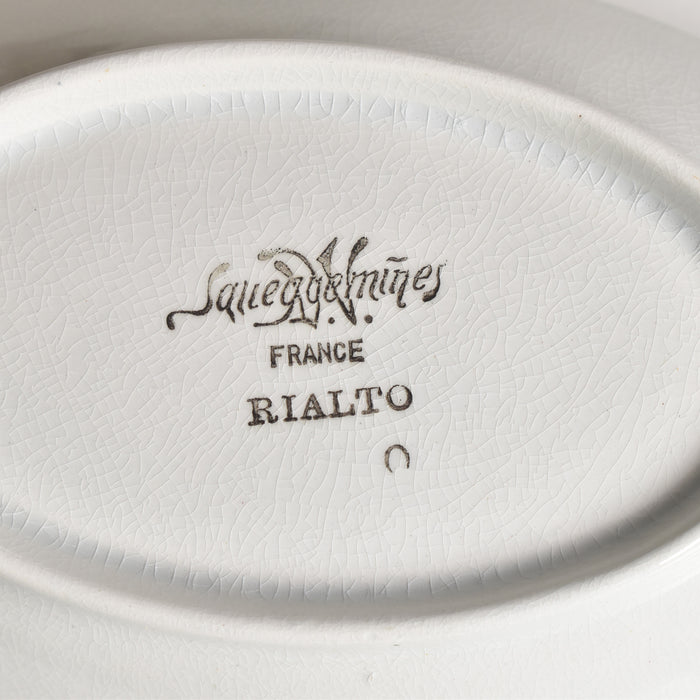 Sarreguemines
D.V.
FRANCE
RIALTO
C